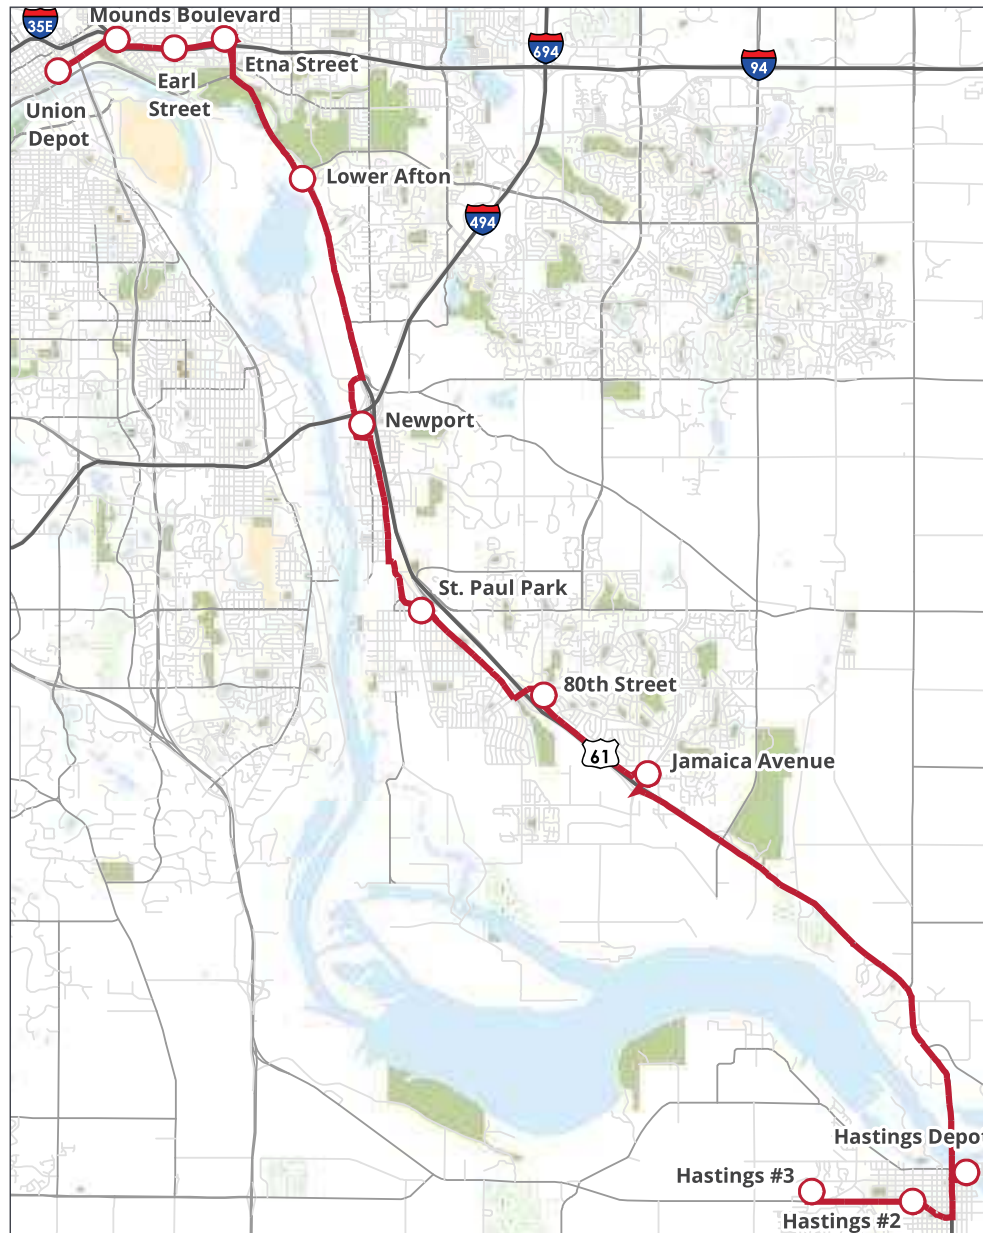 35E
Mounds Boulevard
694
94
Etna Street
Earl
Street
Union
Depot
Lower Afton
494
Newport
St. Paul Park
80th Street
61
Jamaica Avenue
Hastings Depot
Hastings #3
Hastings #2